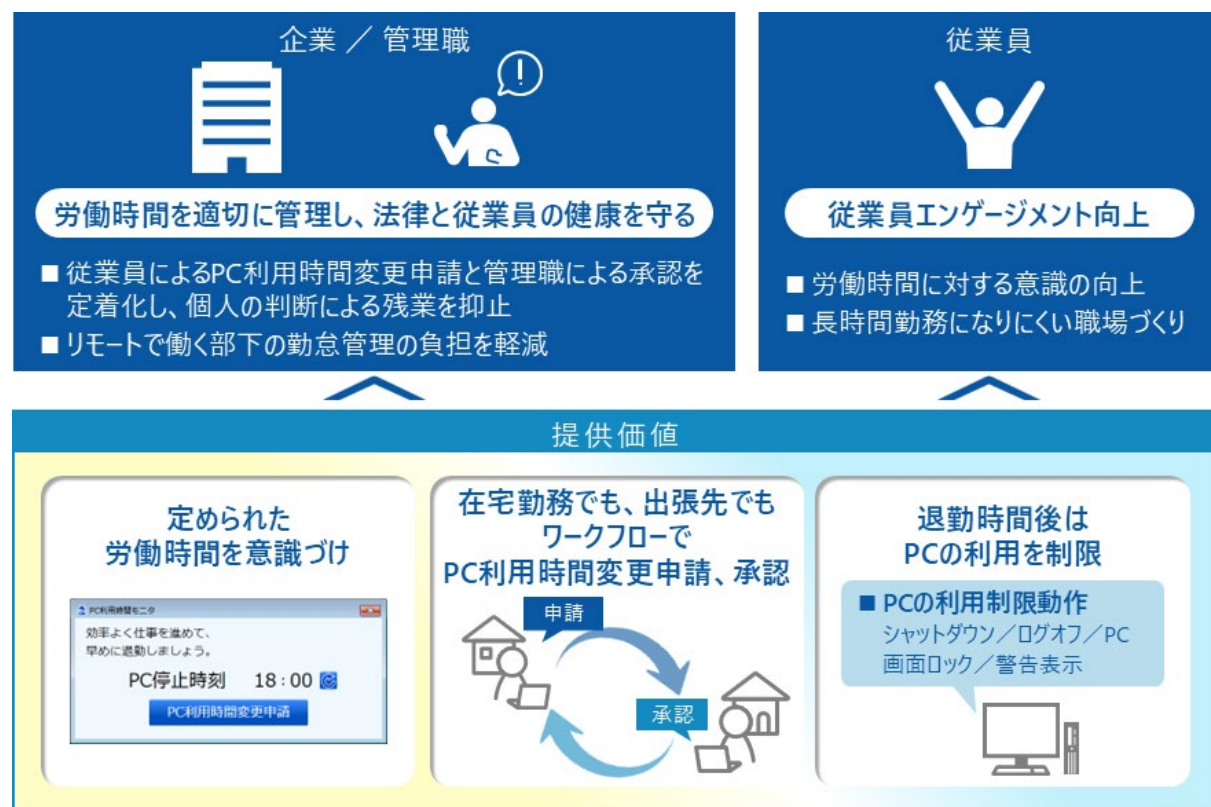 企業 ／ 管理職
労働時間を適切に管理し、法律と従業員の健康を守る
■ 従業員によるPC利用時間変更申請と管理職による承認を
定着化し、個人の判断による残業を抑止
■ リモートで働く部下の勤怠管理の負担を軽減
従業員
従業員エンゲージメント向上
■ 労働時間に対する意識の向上
■ 長時間勤務になりにくい職場づくり
提供価値
定められた
労働時間を意識づけ
PC利用時間モニタ
効率よく仕事を進めて、
早めに退勤しましょう。
PC停止時刻 18：00
PC利用時間変更申請
在宅勤務でも、出張先でも
ワークフローで
PC利用時間変更申請、承認
申請
承認
退勤時間後は
PCの利用を制限
■ PCの利用制限動作
シャットダウン／ログオフ／PC
画面ロック／警告表示